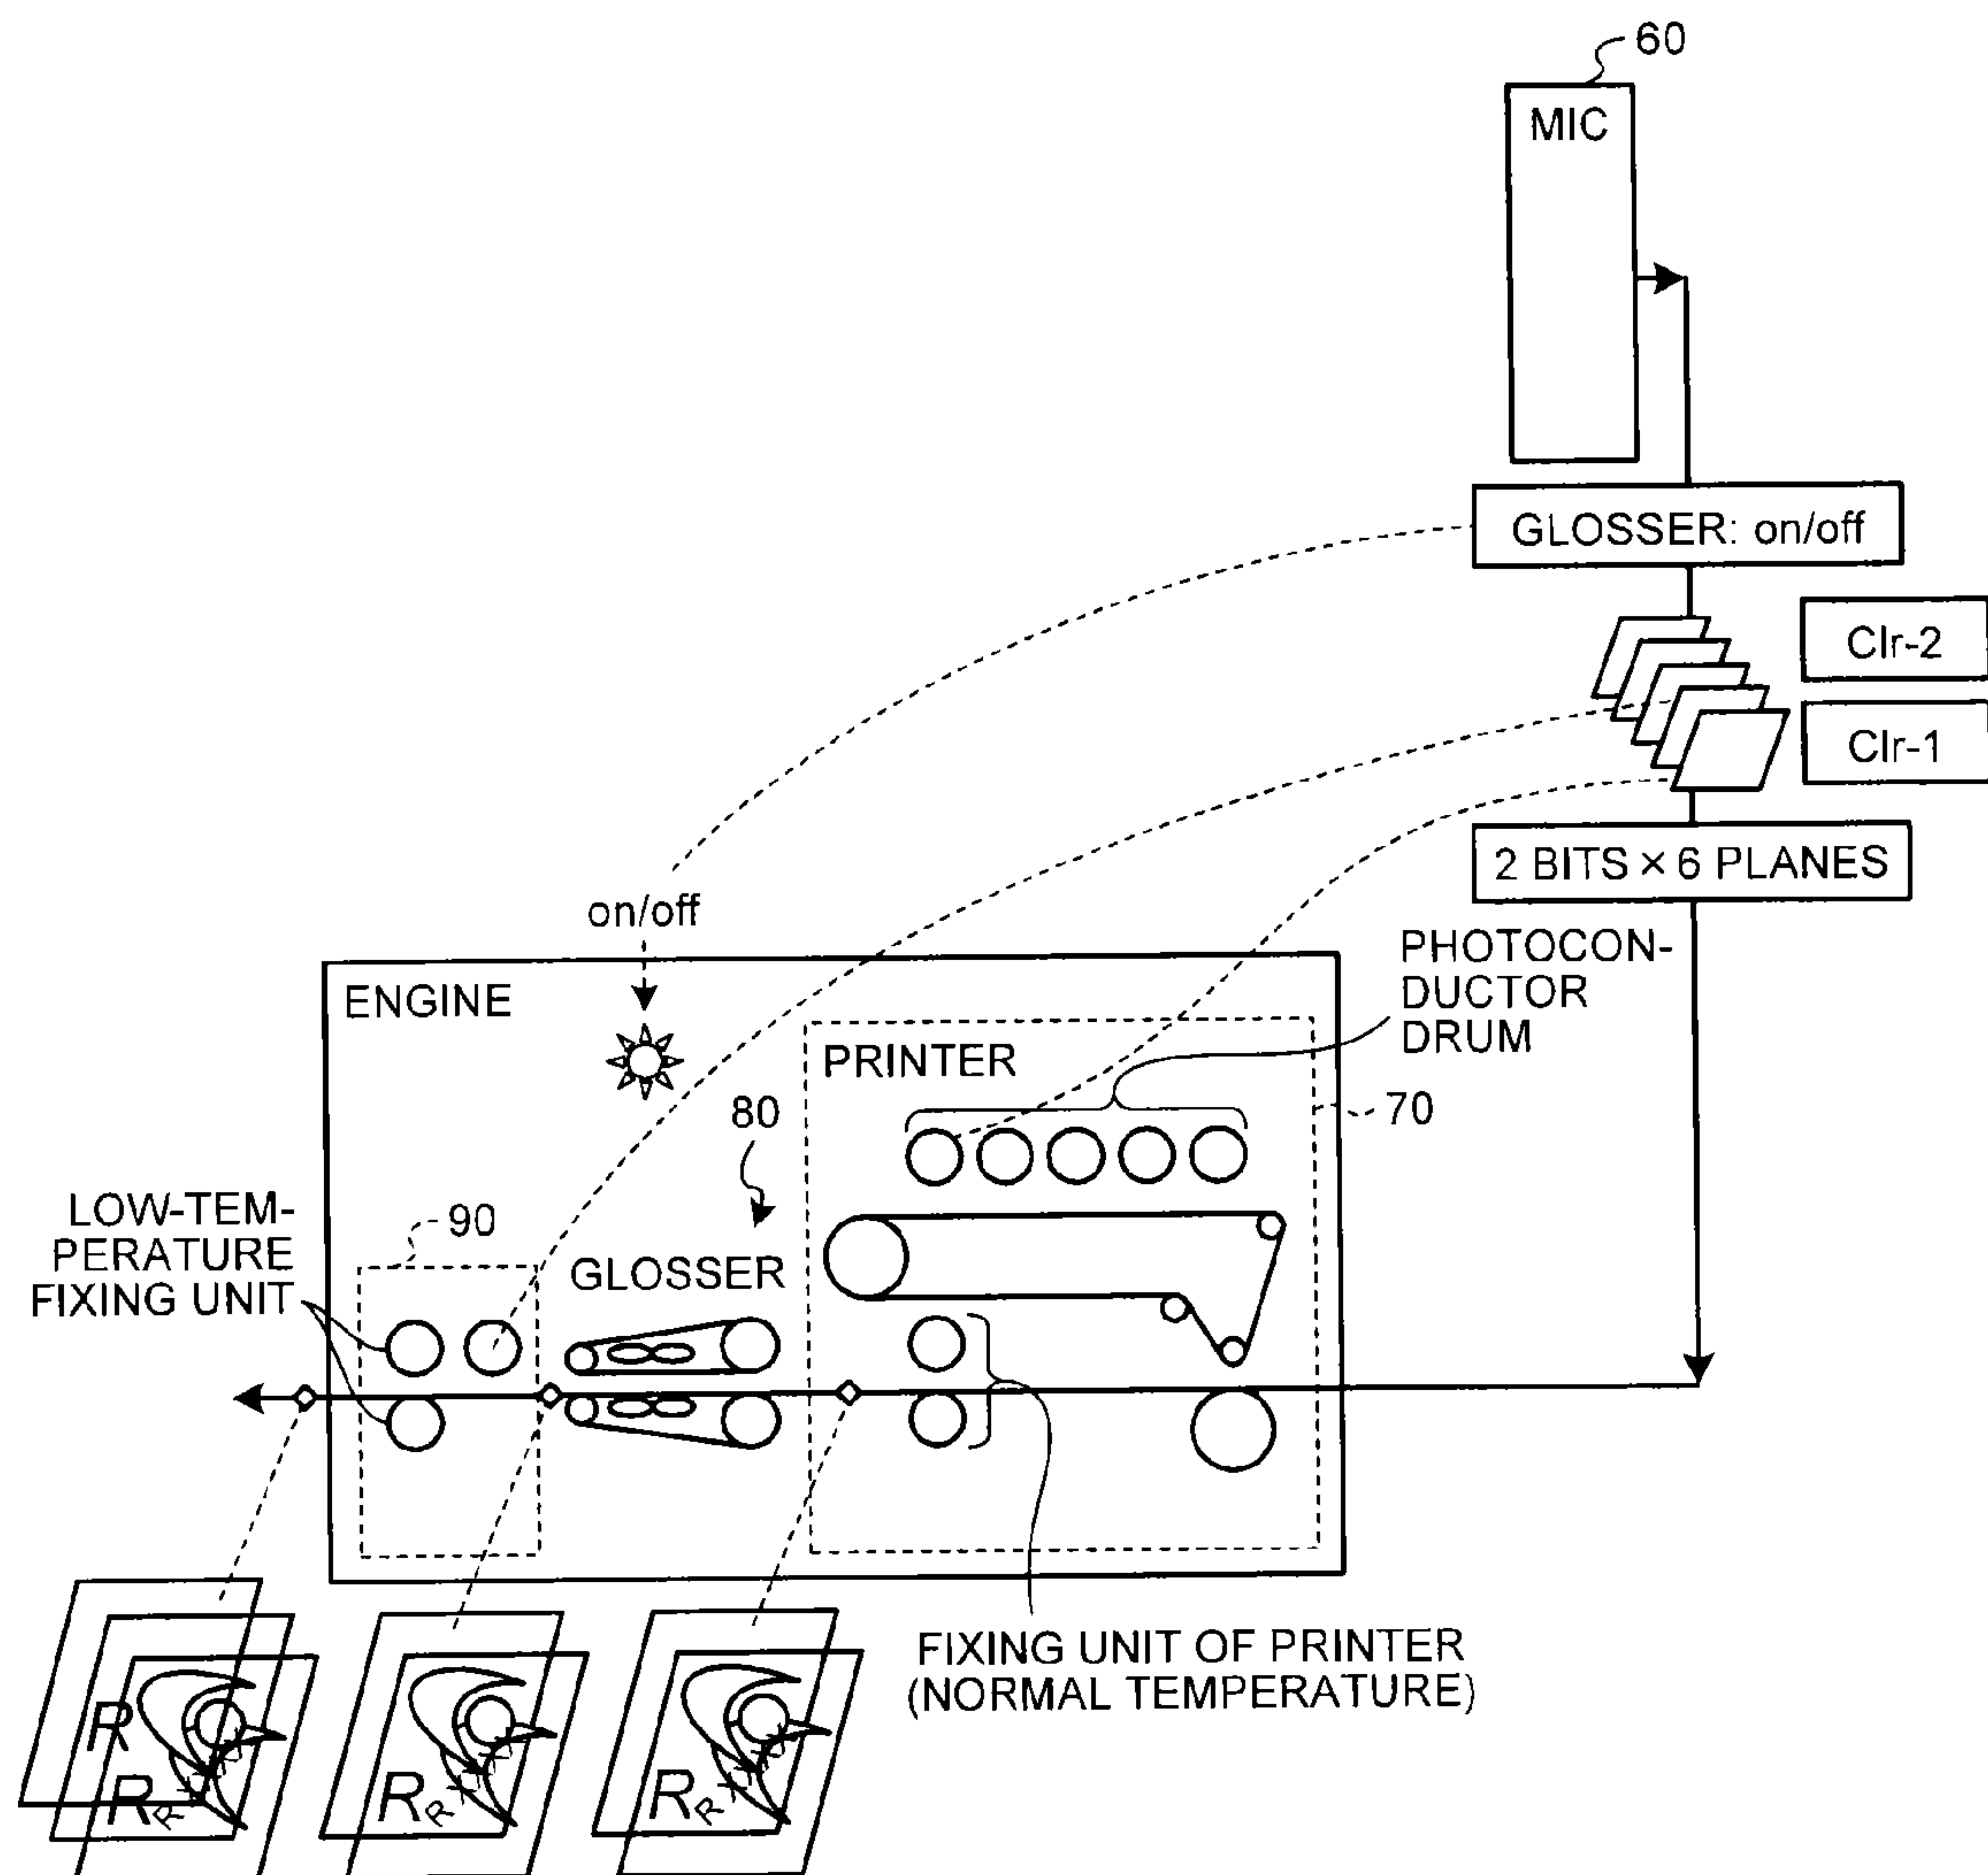 60
MIC
GLOSSER: on/off
Clr-2
Clr-1
2 BITS × 6 PLANES
on/off
PHOTOCON-
DUCTOR
DRUM
ENGINE
PRINTER
70
80
LOW-TEM-
PERATURE
FIXING UNIT
90
GLOSSER
FIXING UNIT OF PRINTER
(NORMAL TEMPERATURE)
R
R
R
R
R
R
R